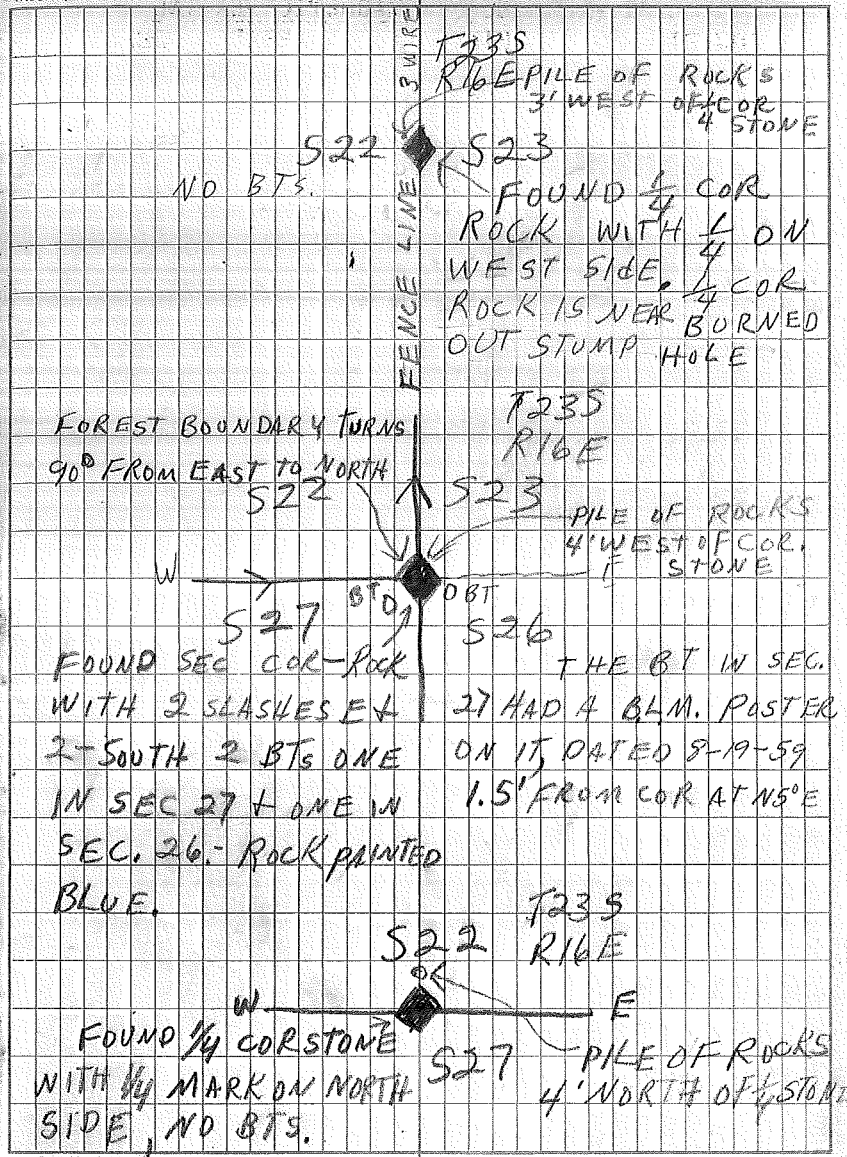 3 WIRE
FENCE LINE
T23S
R16E PILE OF ROCKS
3' WEST OF 1/4 COR
STONE
S22 S23
NO BTS.
FOUND 1/4 COR
ROCK WITH 1/4 ON
WEST SIDE. 1/4 COR
ROCK IS NEAR BURNED
OUT STUMP HOLE
FOREST BOUNDARY TURNS
90° FROM EAST TO NORTH
T23S
R16E
S22 S23
PILE OF ROCKS
4' WEST OF COR.
STONE
W E
BT BT
S27 S26
FOUND SEC COR-ROCK
WITH 2 SLASHES E &
2-SOUTH 2 BTs ONE
IN SEC 27 & ONE IN
SEC. 26.- ROCK PAINTED
BLUE.
THE BT IN SEC.
27 HAD A B.L.M. POSTER
ON IT, DATED 8-19-59
1.5' FROM COR AT N5°E
T23S
R16E
S22
W E
S27
FOUND 1/4 COR STONE
WITH 1/4 MARK ON NORTH
SIDE, NO BTS.
PILE OF ROCKS
4' NORTH OF 1/4 STONE